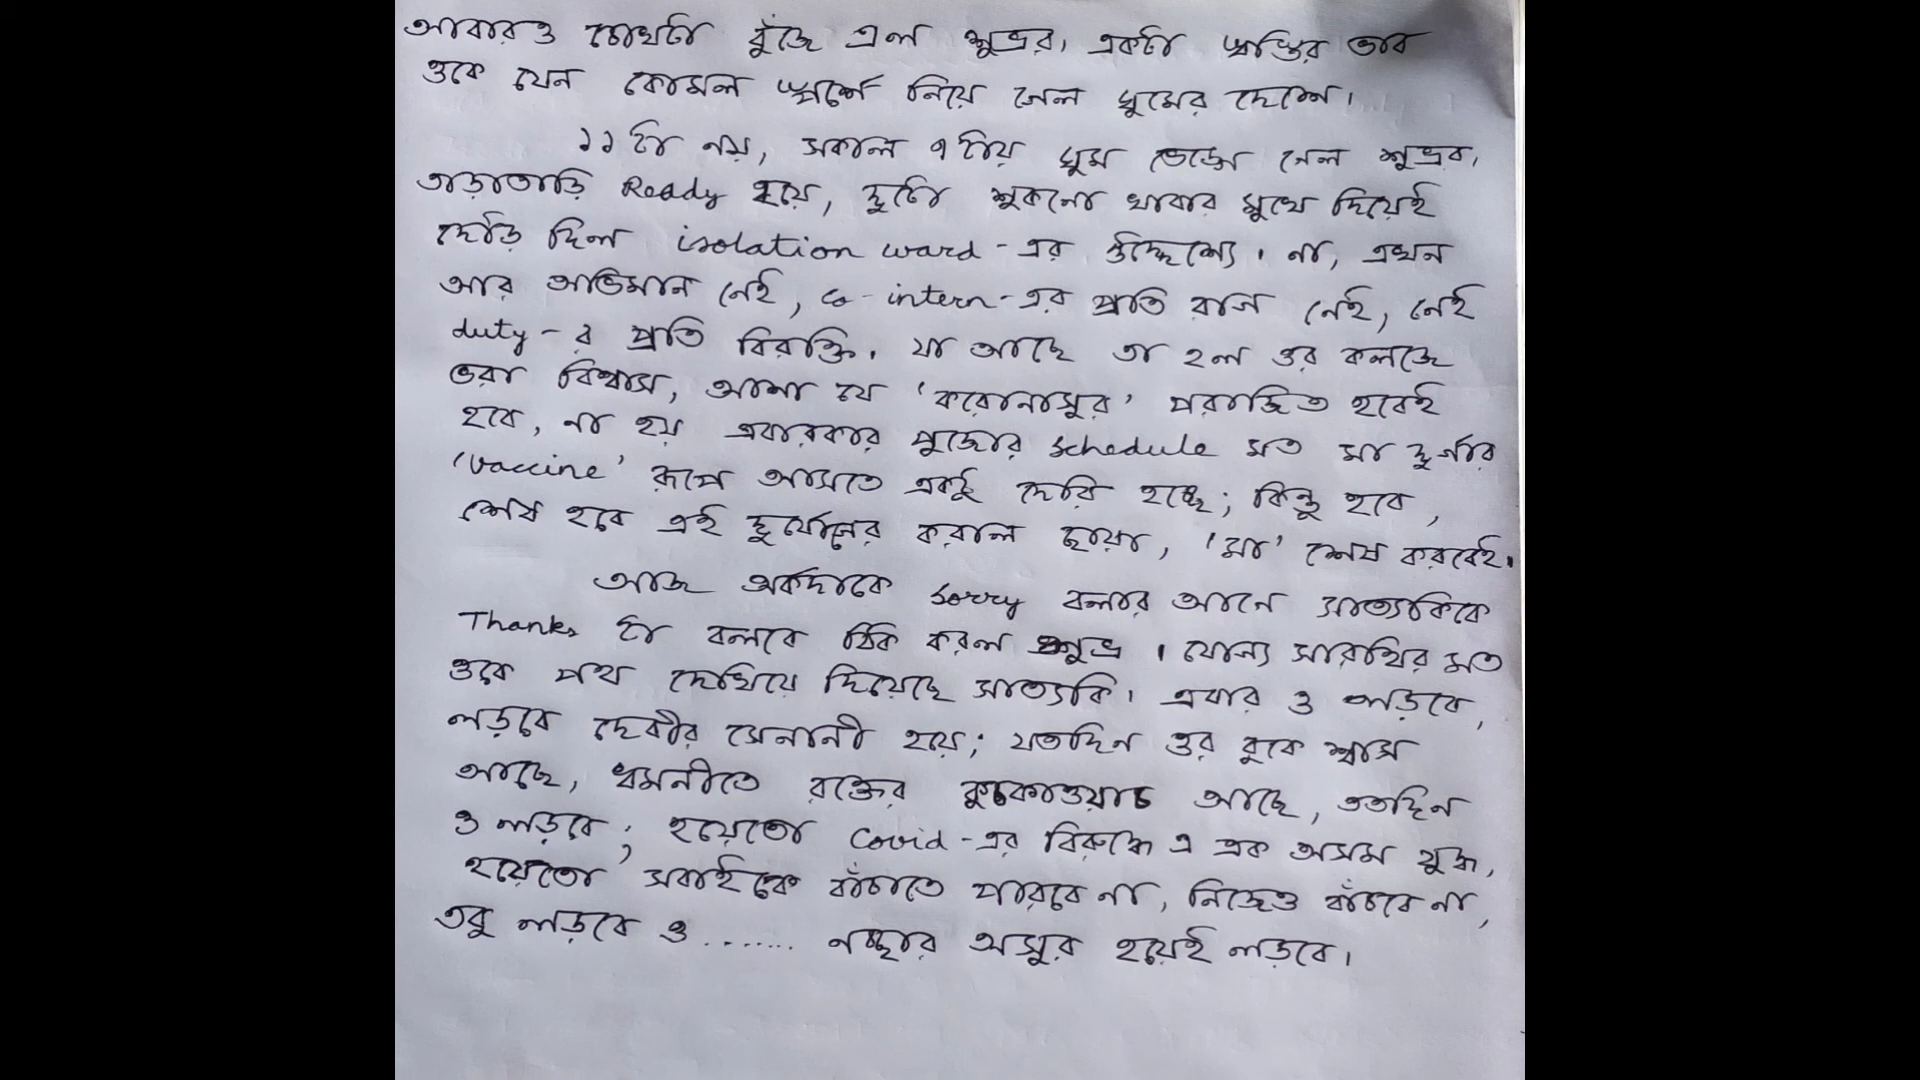 আবারও চোখটা বুঁজে এল শুভ্রর, একটা স্বস্তির ভাব
ওকে যেন কোমল স্পর্শে নিয়ে গেল ঘুমের দেশে।
১১ টা নয়, সকাল ৭ টায় ঘুম ভেঙ্গে গেল শুভ্রর,
তাড়াতাড়ি Ready হয়ে, দুটো শুকনো খাবার মুখে দিয়েই
দৌড় দিল isolation ward-এর উদ্দেশ্যে। না, এখন
আর অভিমান নেই, co-intern-এর প্রতি রাগ নেই, নেই
duty-র প্রতি বিরক্তি। যা আছে তা হল ওর কলজে
ভরা বিশ্বাস, আশা যে 'করোনাসুর' পরাজিত হবেই
হবে, না হয় এবারকার পুজোর schedule মত মা দুর্গার
'vaccine' রূপে আসতে একটু দেরি হচ্ছে; কিন্তু হবে,
শেষ হবে এই দুর্যোগের করাল ছায়া, 'মা' শেষ করবেই।
আজ অর্কদাকে sorry বলার আগে সাত্যকিকে
Thanks টা বলবে ঠিক করল শুভ্র। যোগ্য সারথির মত
ওকে পথ দেখিয়ে দিয়েছে সাত্যকি। এবার ও লড়বে,
লড়বে দেবীর সেনানী হয়ে; যতদিন ওর বুকে শ্বাস
আছে, ধমনীতে রক্তের কুচকাওয়াচ আছে, ততদিন
ও লড়বে; হয়েতো Covid-এর বিরুদ্ধে এ এক অসম যুদ্ধ,
হয়েতো সবাইকে বাঁচাতে পারবে না, নিজেও বাঁচবে না,
তবু লড়বে ও....... নাছোর অসুর হয়েই লড়বে।